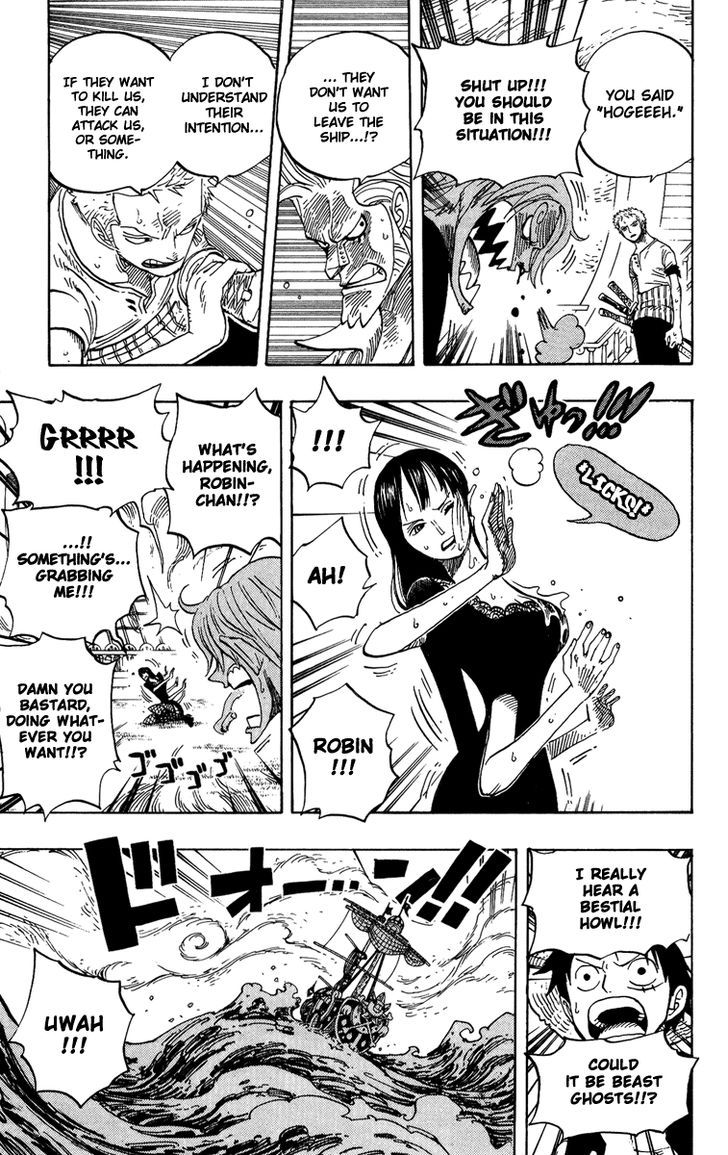 YOU SAID
"HOGEEEH."
SHUT UP!!!
YOU SHOULD
BE IN THIS
SITUATION!!!
... THEY
DON'T WANT
US TO
LEAVE THE
SHIP...!?
I DON'T
UNDERSTAND
THEIR
INTENTION...
IF THEY WANT
TO KILL US,
THEY CAN
ATTACK US,
OR SOME-
THING.
ぎゅっ!!!
*LICKS!*
!!!
AH!
ROBIN
!!!
WHAT'S
HAPPENING,
ROBIN-
CHAN!!?
GRRRR
!!!
...!!
SOMETHING'S...
GRABBING
ME!!!
DAMN YOU
BASTARD,
DOING WHAT-
EVER YOU
WANT!!?
ゴゴゴゴ
I REALLY
HEAR A
BESTIAL
HOWL!!!
COULD
IT BE BEAST
GHOSTS!!?
ドオーン!!
UWAH
!!!